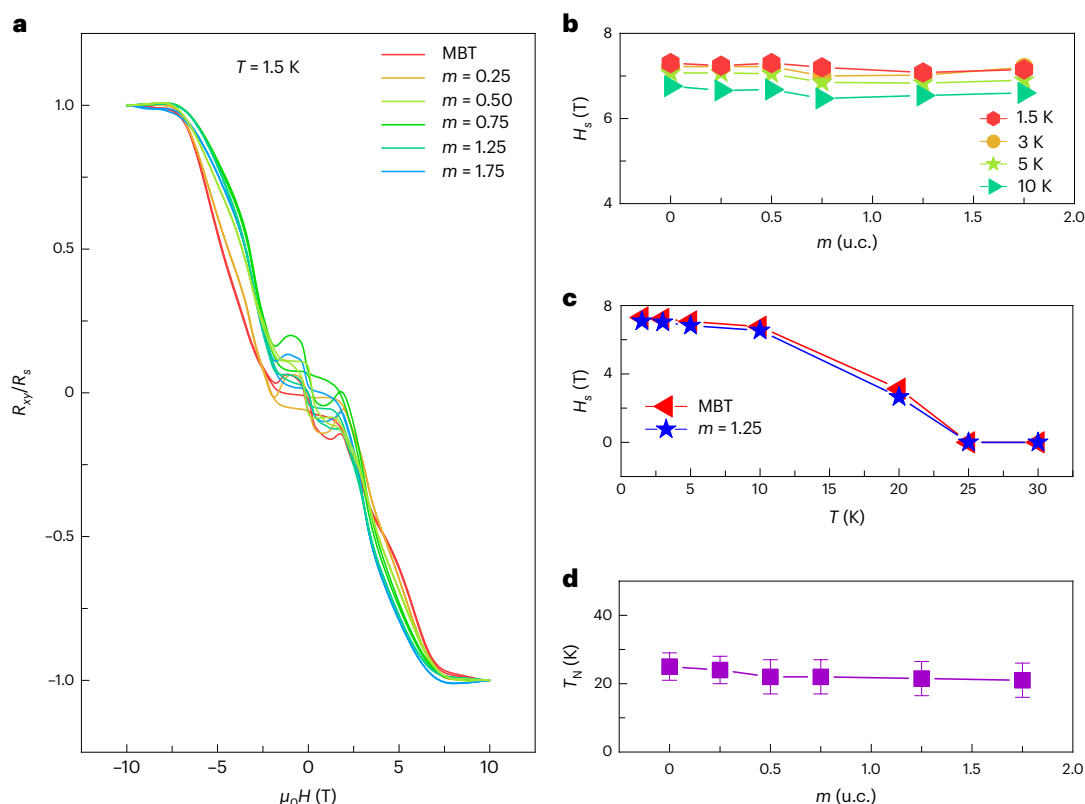 a
T = 1.5 K
MBT
m = 0.25
m = 0.50
m = 0.75
m = 1.25
m = 1.75
1.0
0.5
0
−0.5
−1.0
Rxy/Rs
−10
−5
0
5
10
μ0H (T)
b
8
6
4
Hs (T)
1.5 K
3 K
5 K
10 K
0
0.5
1.0
1.5
2.0
m (u.c.)
c
8
4
0
Hs (T)
MBT
m = 1.25
0
5
10
15
20
25
30
T (K)
d
40
20
0
TN (K)
0
0.5
1.0
1.5
2.0
m (u.c.)